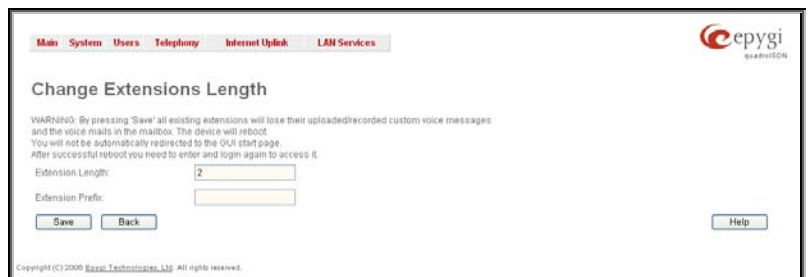 Main System Users Telephony Internet Uplink LAN Services
epygi
quadroISDN
Change Extensions Length
WARNING: By pressing 'Save' all existing extensions will lose their uploaded/recorded custom voice messages
and the voice mails in the mailbox. The device will reboot.
You will not be automatically redirected to the GUI start page.
After successful reboot you need to enter and login again to access it.
Extension Length: 2
Extension Prefix:
Save Back Help
Copyright (C) 2006 Epygi Technologies, Ltd. All rights reserved.